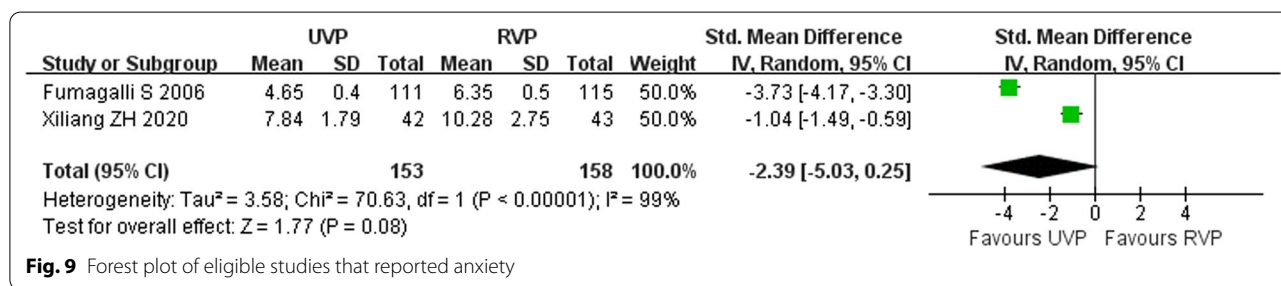 UVP RVP Std. Mean Difference Std. Mean Difference
Study or Subgroup Mean SD Total Mean SD Total Weight IV, Random, 95% CI IV, Random, 95% CI
Fumagalli S 2006 4.65 0.4 111 6.35 0.5 115 50.0% -3.73 [-4.17, -3.30]
Xiliang ZH 2020 7.84 1.79 42 10.28 2.75 43 50.0% -1.04 [-1.49, -0.59]
Total (95% CI) 153 158 100.0% -2.39 [-5.03, 0.25]
Heterogeneity: Tau² = 3.58; Chi² = 70.63, df = 1 (P < 0.00001); I² = 99%
Test for overall effect: Z = 1.77 (P = 0.08)
-4 -2 0 2 4
Favours UVP Favours RVP
Fig. 9 Forest plot of eligible studies that reported anxiety